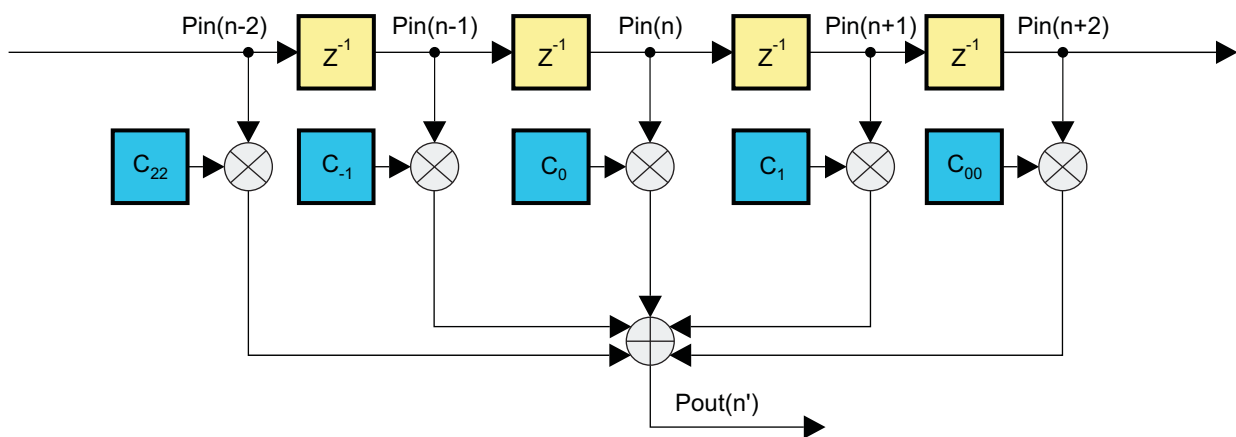 Pin(n-2) Pin(n-1) Pin(n) Pin(n+1) Pin(n+2)
Z⁻¹ Z⁻¹ Z⁻¹ Z⁻¹
C₂₂ C₋₁ C₀ C₁ C₀₀
Pout(n')